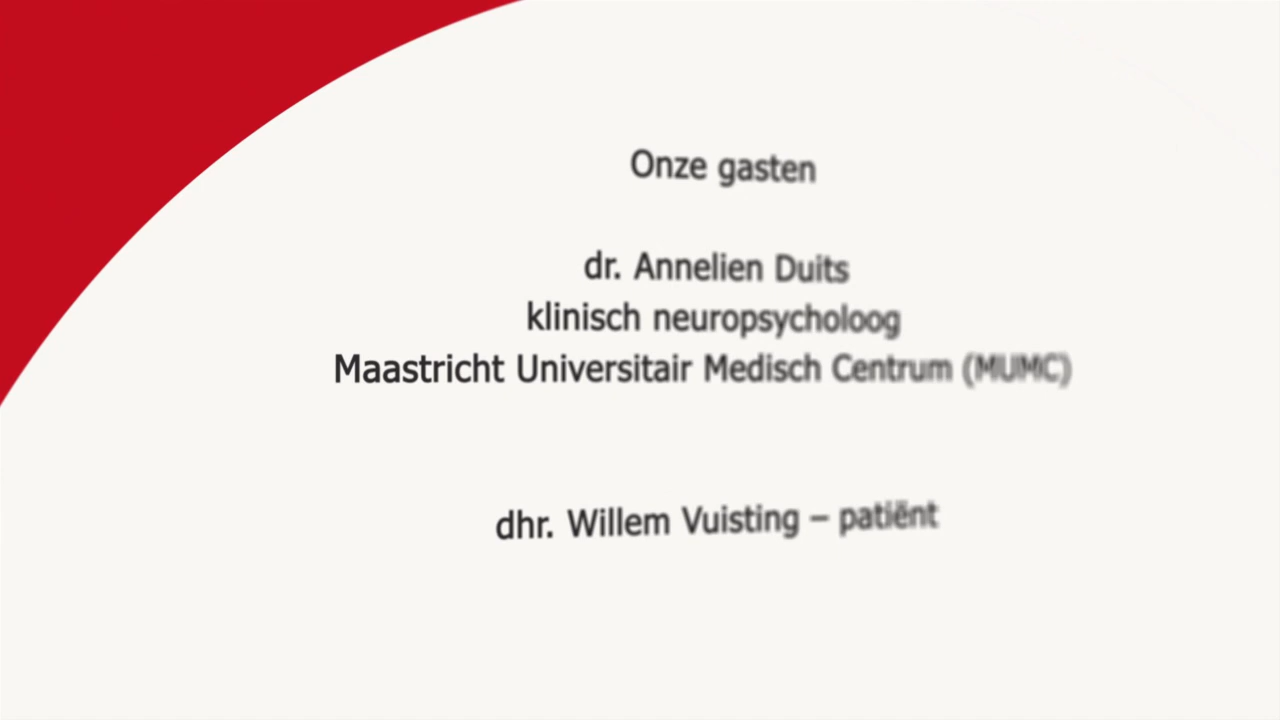 Onze gasten
dr. Annelien Duits
klinisch neuropsycholoog
Maastricht Universitair Medisch Centrum (MUMC)
dhr. Willem Vuisting – patiënt